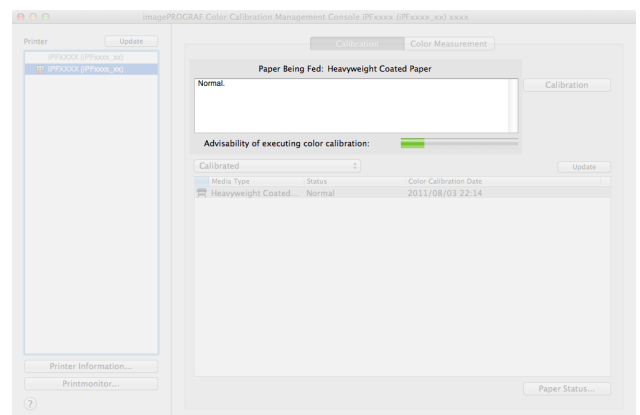 imagePROGRAF Color Calibration Management Console iPFxxxx (iPFxxxx_xx) xxxx
Printer
Update
iPFXXXX (iPFxxxx_xx)
iPFXXXX (iPFxxxx_xx)
Calibration
Color Measurement
Paper Being Fed: Heavyweight Coated Paper
Normal.
Calibration
Advisability of executing color calibration:
Calibrated
Update
Media Type
Status
Color Calibration Date
Heavyweight Coated...
Normal
2011/08/03 22:14
Printer Information...
Printmonitor...
Paper Status...
?